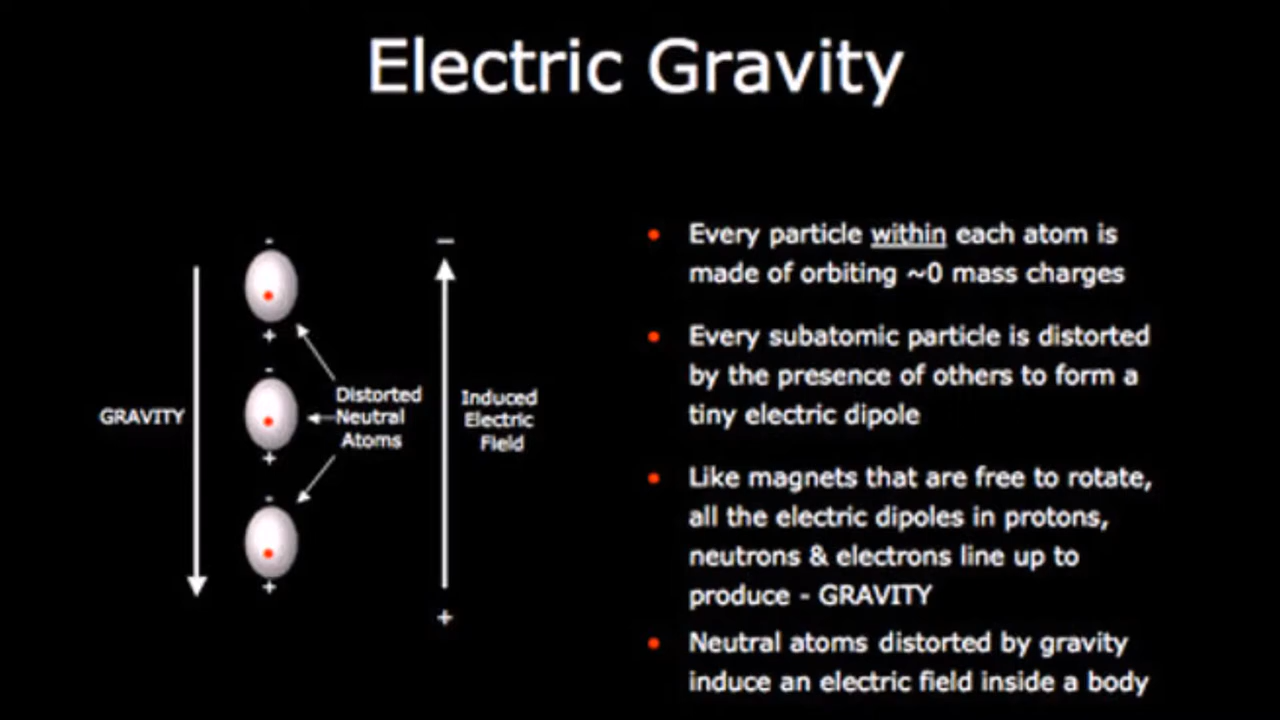 Electric Gravity
-
+
-
+
-
+
GRAVITY
Distorted
Neutral
Atoms
–
Induced
Electric
Field
+
• Every particle within each atom is
made of orbiting ~0 mass charges
• Every subatomic particle is distorted
by the presence of others to form a
tiny electric dipole
• Like magnets that are free to rotate,
all the electric dipoles in protons,
neutrons & electrons line up to
produce - GRAVITY
• Neutral atoms distorted by gravity
induce an electric field inside a body